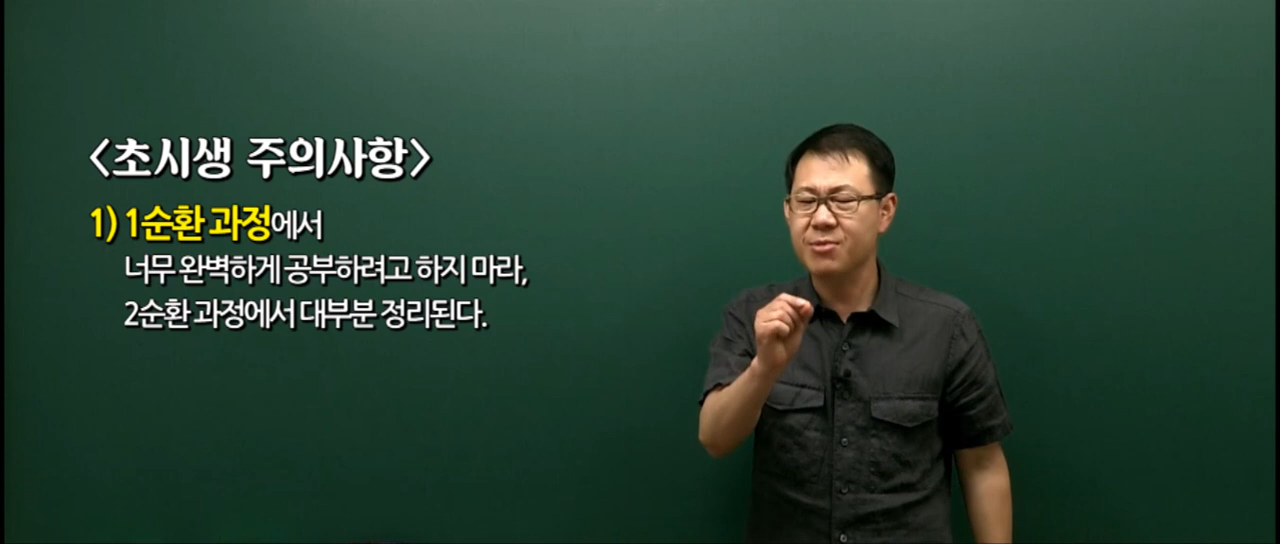 <초시생 주의사항>
1) 1순환 과정에서
너무 완벽하게 공부하려고 하지 마라,
2순환 과정에서 대부분 정리된다.